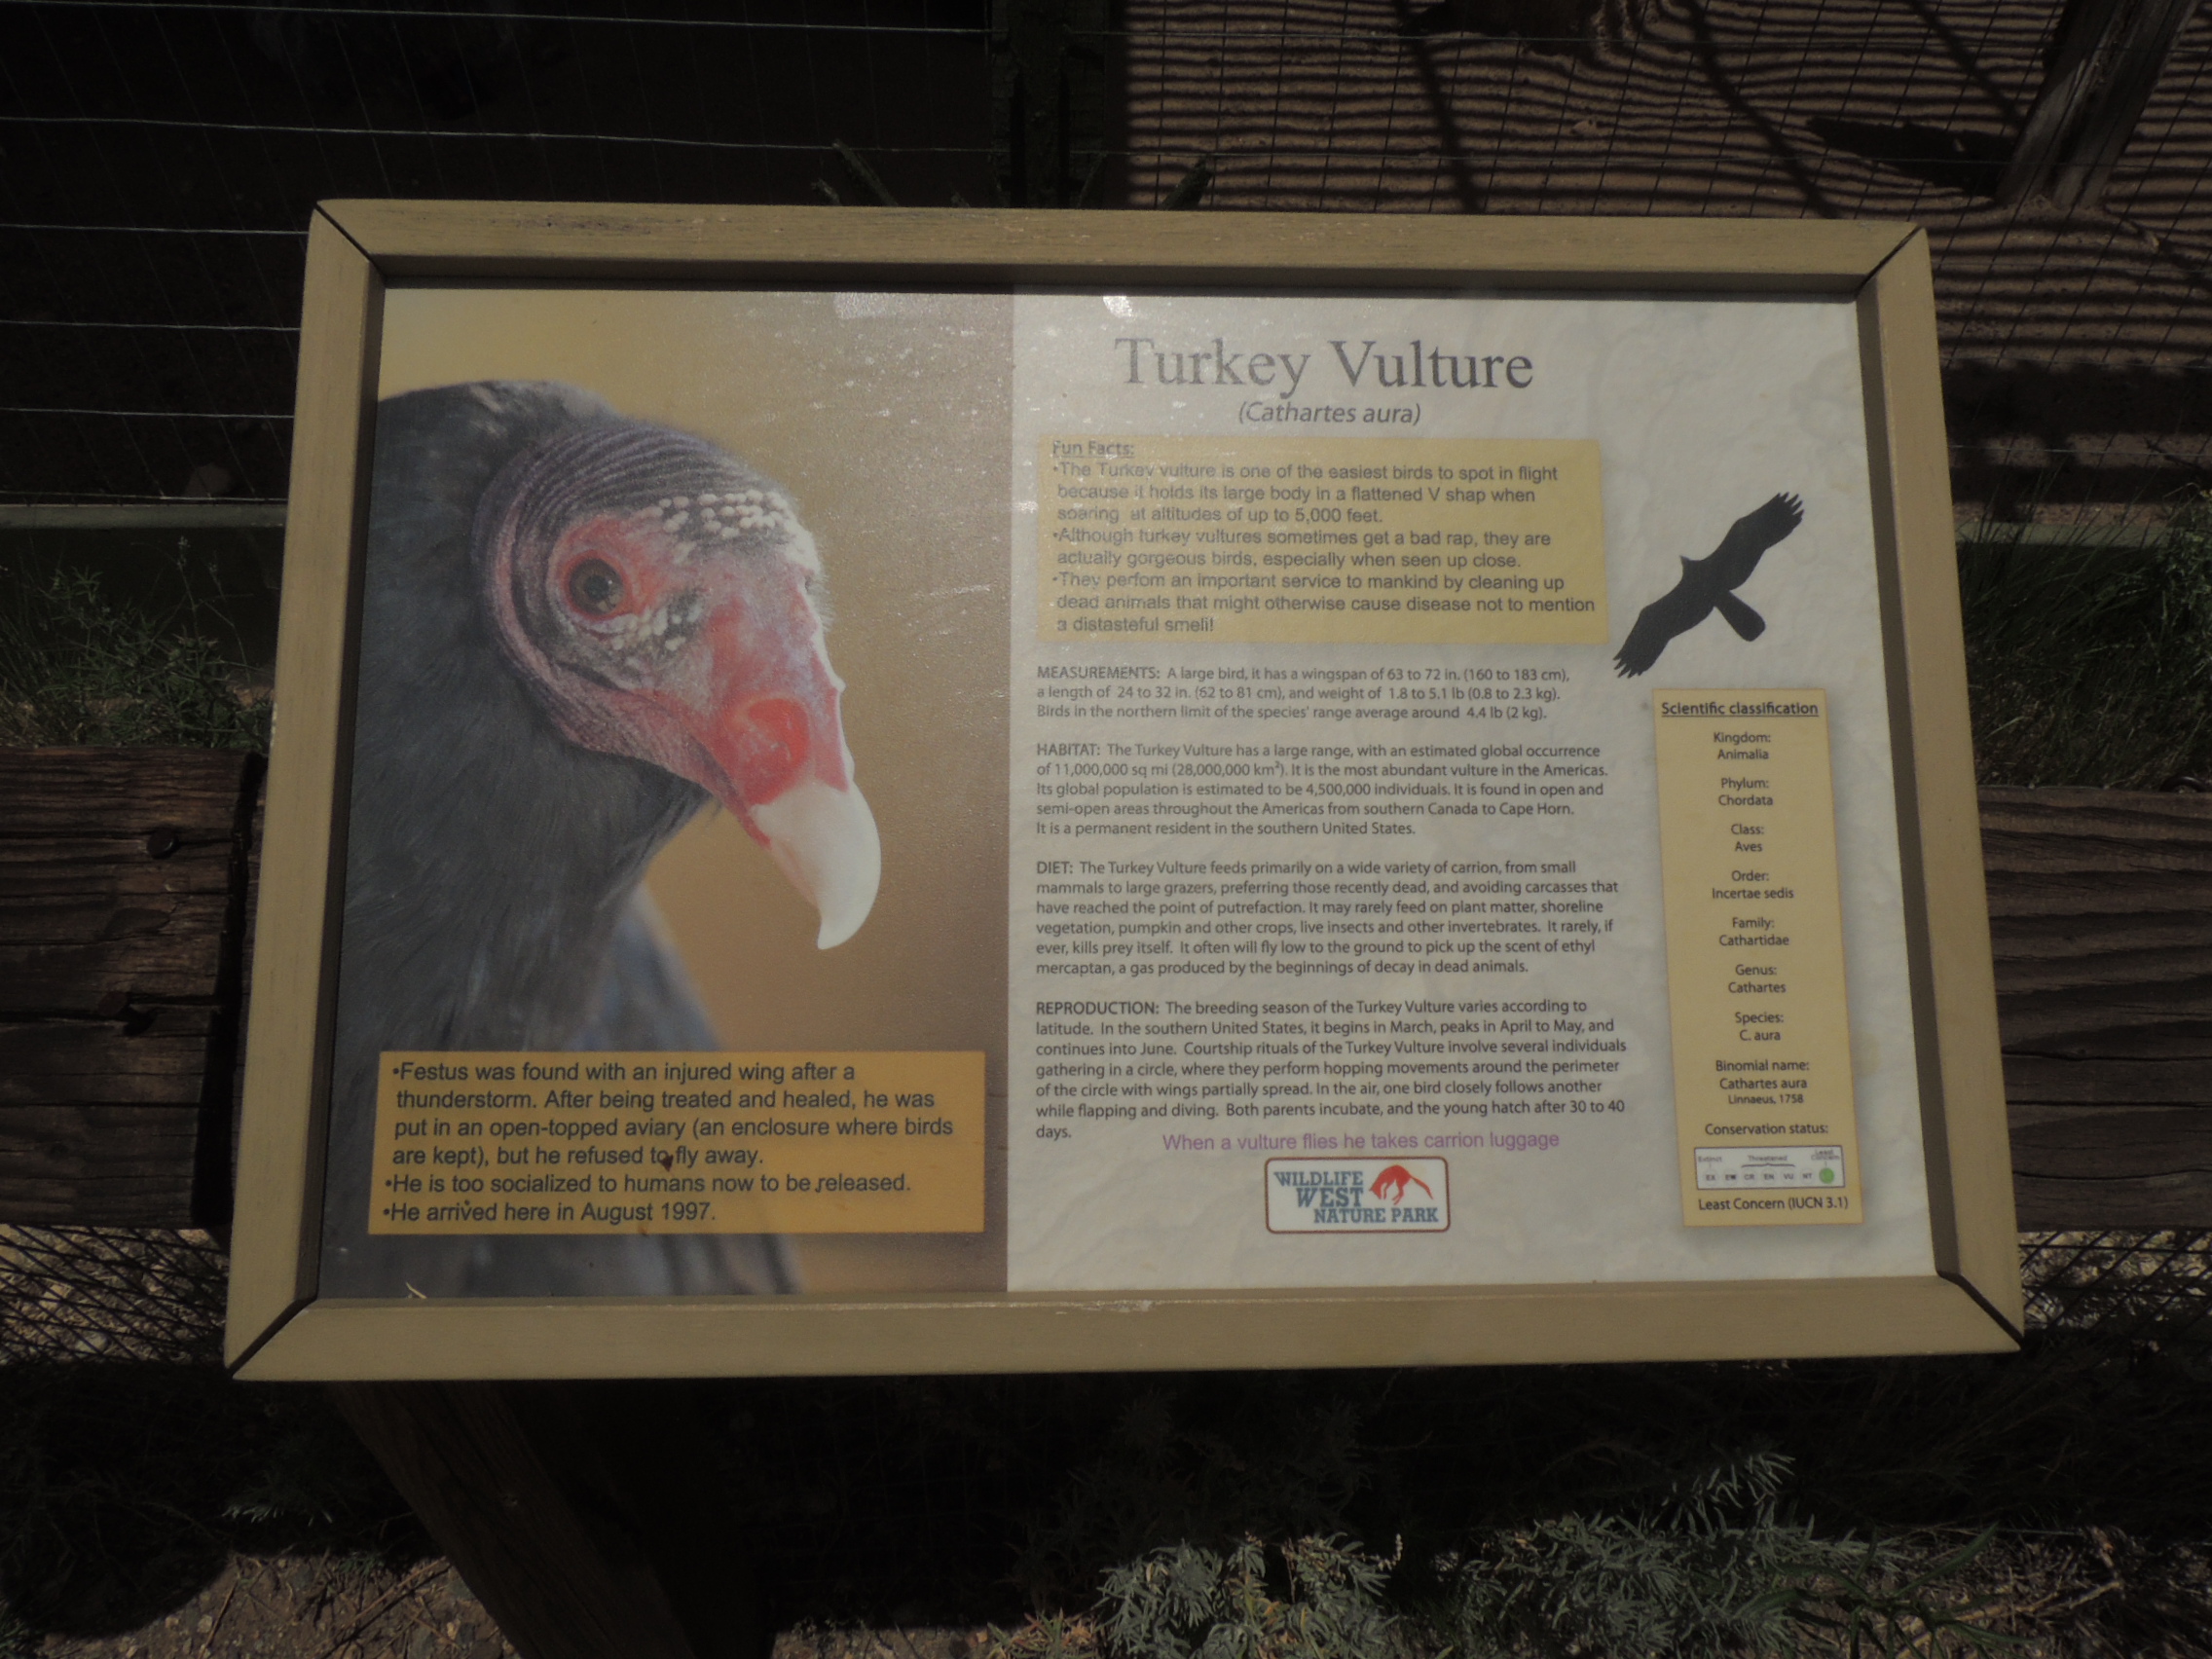 Turkey Vulture
(Cathartes aura)
Fun Facts:
•The Turkey vulture is one of the easiest birds to spot in flight
because it holds its large body in a flattened V shap when
soaring at altitudes of up to 5,000 feet.
•Although turkey vultures sometimes get a bad rap, they are
actually gorgeous birds, especially when seen up close.
•They perfom an important service to mankind by cleaning up
dead animals that might otherwise cause disease not to mention
a distasteful smell!
MEASUREMENTS: A large bird, it has a wingspan of 63 to 72 in. (160 to 183 cm),
a length of 24 to 32 in. (62 to 81 cm), and weight of 1.8 to 5.1 lb (0.8 to 2.3 kg).
Birds in the northern limit of the species' range average around 4.4 lb (2 kg).
HABITAT: The Turkey Vulture has a large range, with an estimated global occurrence
of 11,000,000 sq mi (28,000,000 km²). It is the most abundant vulture in the Americas.
Its global population is estimated to be 4,500,000 individuals. It is found in open and
semi-open areas throughout the Americas from southern Canada to Cape Horn.
It is a permanent resident in the southern United States.
DIET: The Turkey Vulture feeds primarily on a wide variety of carrion, from small
mammals to large grazers, preferring those recently dead, and avoiding carcasses that
have reached the point of putrefaction. It may rarely feed on plant matter, shoreline
vegetation, pumpkin and other crops, live insects and other invertebrates. It rarely, if
ever, kills prey itself. It often will fly low to the ground to pick up the scent of ethyl
mercaptan, a gas produced by the beginnings of decay in dead animals.
REPRODUCTION: The breeding season of the Turkey Vulture varies according to
latitude. In the southern United States, it begins in March, peaks in April to May, and
continues into June. Courtship rituals of the Turkey Vulture involve several individuals
gathering in a circle, where they perform hopping movements around the perimeter
of the circle with wings partially spread. In the air, one bird closely follows another
while flapping and diving. Both parents incubate, and the young hatch after 30 to 40
days.
When a vulture flies he takes carrion luggage
WILDLIFE
WEST
NATURE PARK
Scientific classification
Kingdom:
Animalia
Phylum:
Chordata
Class:
Aves
Order:
Incertae sedis
Family:
Cathartidae
Genus:
Cathartes
Species:
C. aura
Binomial name:
Cathartes aura
Linnaeus, 1758
Conservation status:
Extinct Threatened Least Concern
EX EW CR EN VU NT
Least Concern (IUCN 3.1)
•Festus was found with an injured wing after a
thunderstorm. After being treated and healed, he was
put in an open-topped aviary (an enclosure where birds
are kept), but he refused to fly away.
•He is too socialized to humans now to be released.
•He arrived here in August 1997.